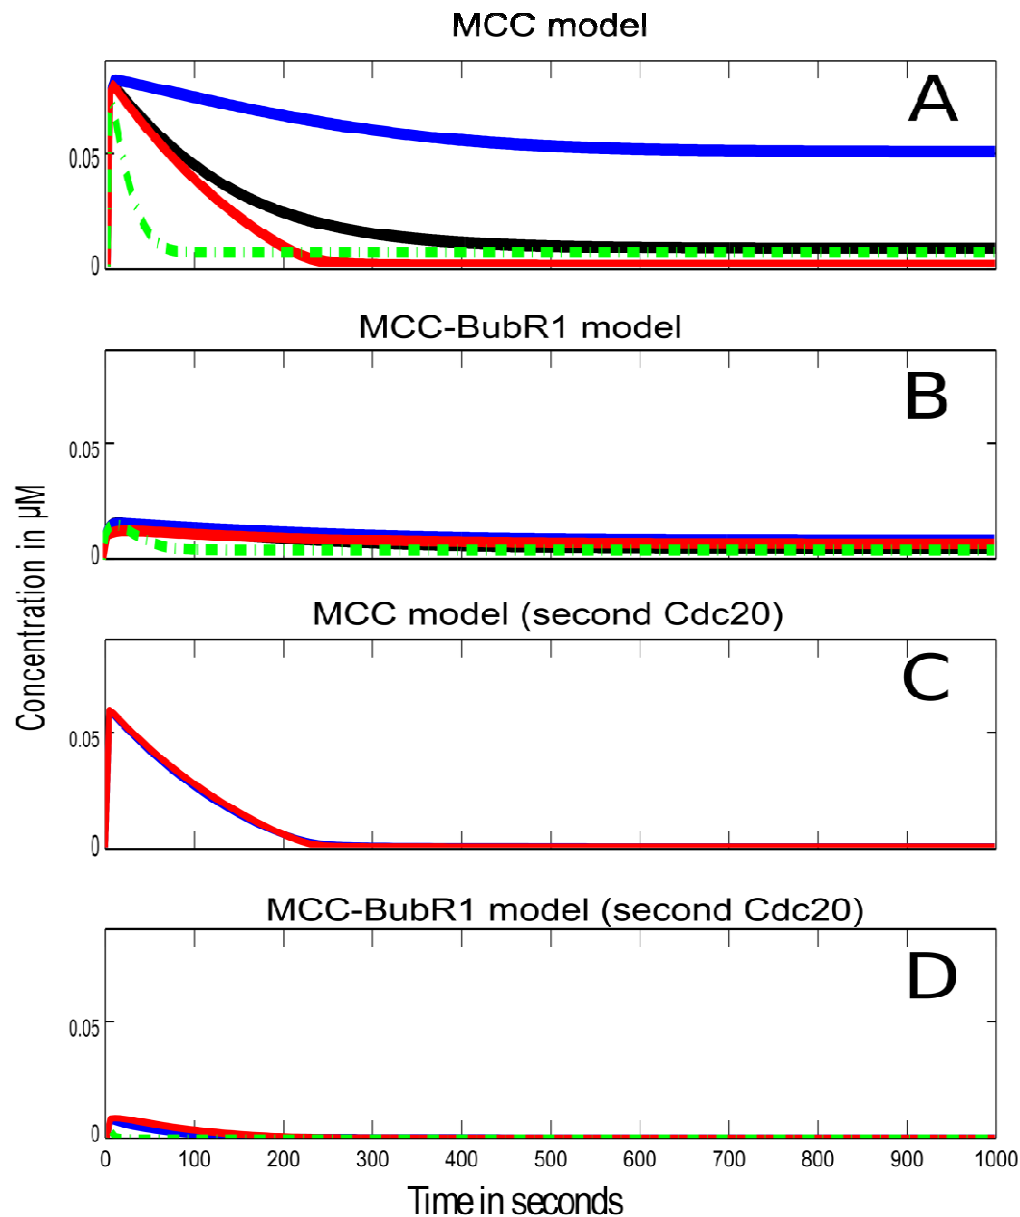 MCC model
A
0.05
0
MCC-BubR1 model
B
0.05
0
MCC model (second Cdc20)
C
0.05
0
MCC-BubR1 model (second Cdc20)
D
0.05
0
0 100 200 300 400 500 600 700 800 900 1000
Time in seconds
Concentration in µM